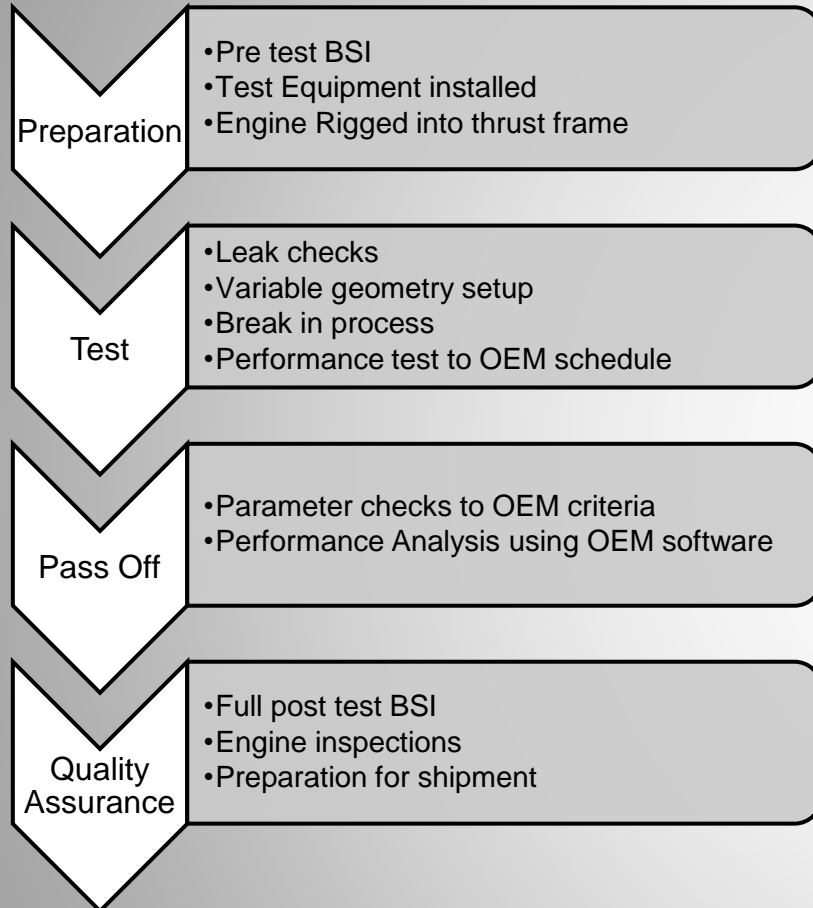 Preparation
•Pre test BSI
•Test Equipment installed
•Engine Rigged into thrust frame
Test
•Leak checks
•Variable geometry setup
•Break in process
•Performance test to OEM schedule
Pass Off
•Parameter checks to OEM criteria
•Performance Analysis using OEM software
Quality
Assurance
•Full post test BSI
•Engine inspections
•Preparation for shipment